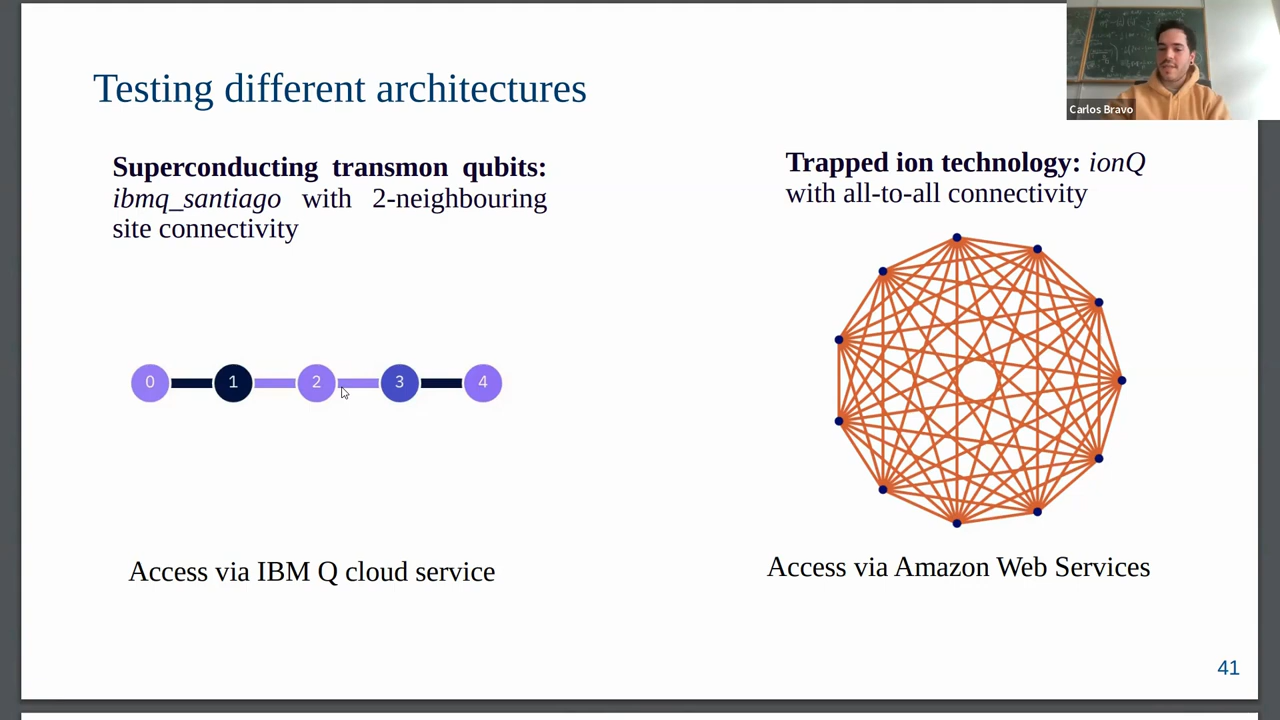 Testing different architectures
Carlos Bravo
Superconducting transmon qubits:
ibmq_santiago with 2-neighbouring
site connectivity
Trapped ion technology: ionQ
with all-to-all connectivity
0 1 2 3 4
Access via IBM Q cloud service
Access via Amazon Web Services
41